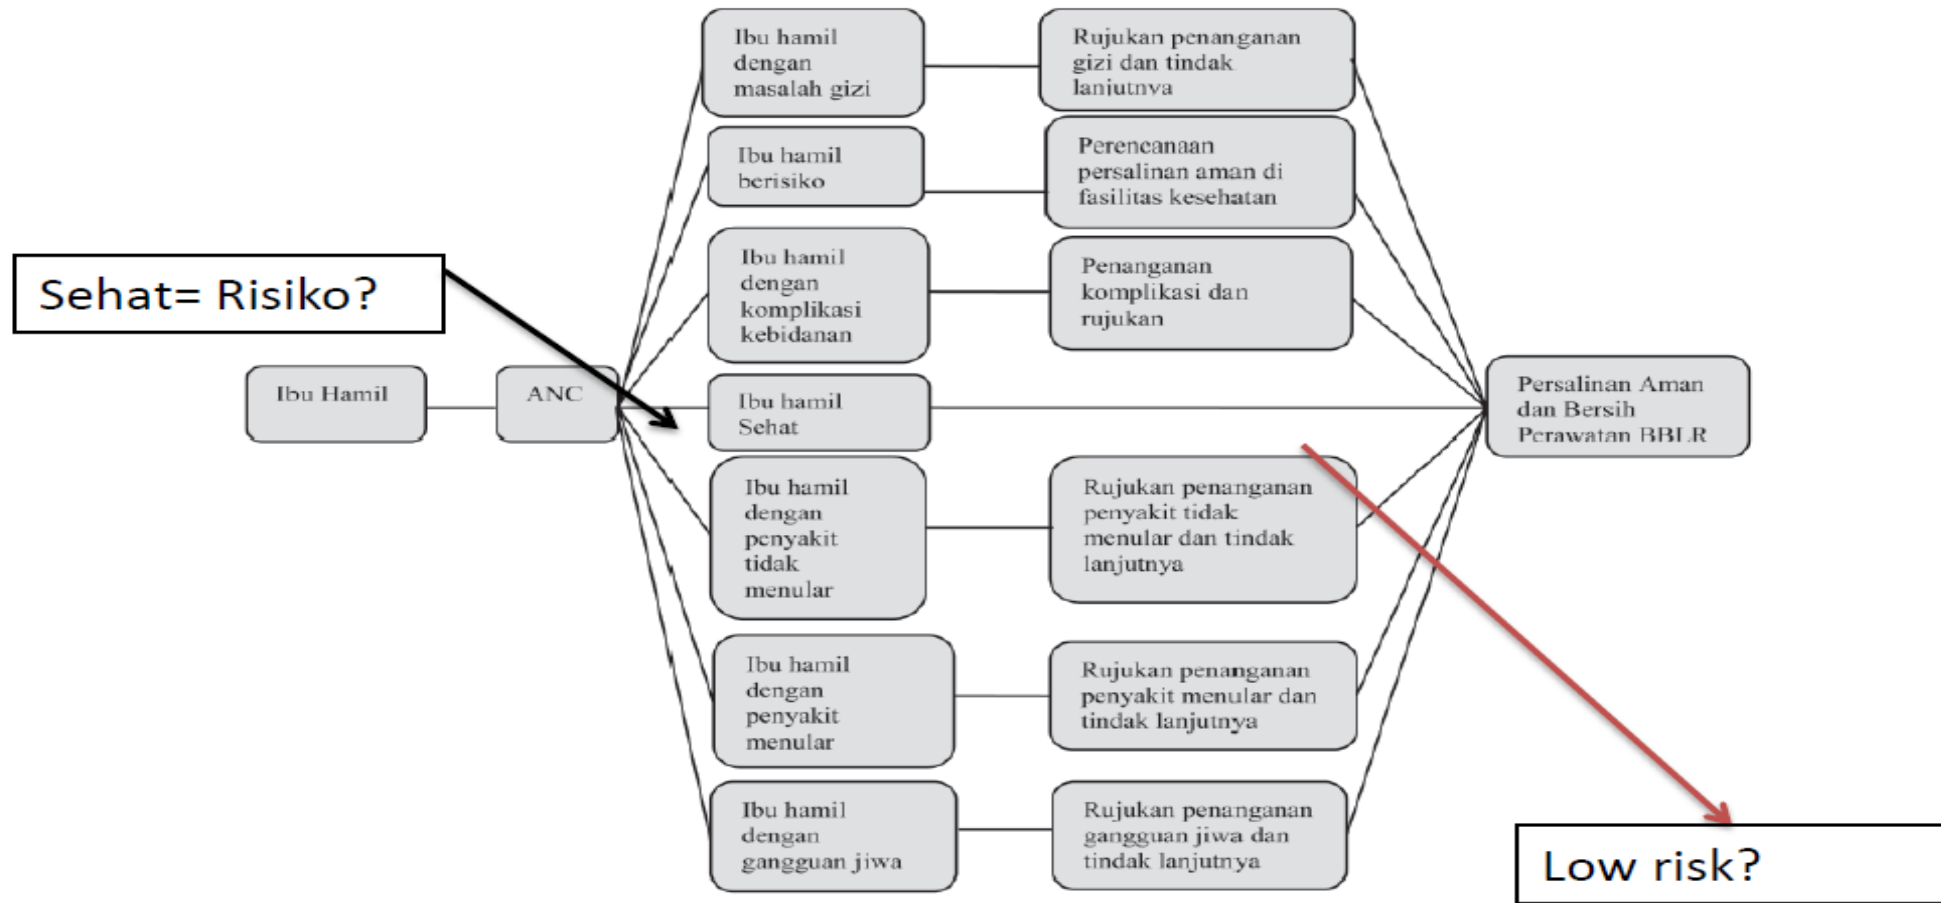 Ibu hamil
dengan
masalah gizi
Rujukan penanganan
gizi dan tindak
lanjutnya
Ibu hamil
berisiko
Perencanaan
persalinan aman di
fasilitas kesehatan
Sehat= Risiko?
Ibu hamil
dengan
komplikasi
kebidanan
Penanganan
komplikasi dan
rujukan
Ibu Hamil
ANC
Ibu hamil
Sehat
Persalinan Aman
dan Bersih
Perawatan BBLR
Ibu hamil
dengan
penyakit
tidak
menular
Rujukan penanganan
penyakit tidak
menular dan tindak
lanjutnya
Ibu hamil
dengan
penyakit
menular
Rujukan penanganan
penyakit menular dan
tindak lanjutnya
Ibu hamil
dengan
gangguan jiwa
Rujukan penanganan
gangguan jiwa dan
tindak lanjutnya
Low risk?